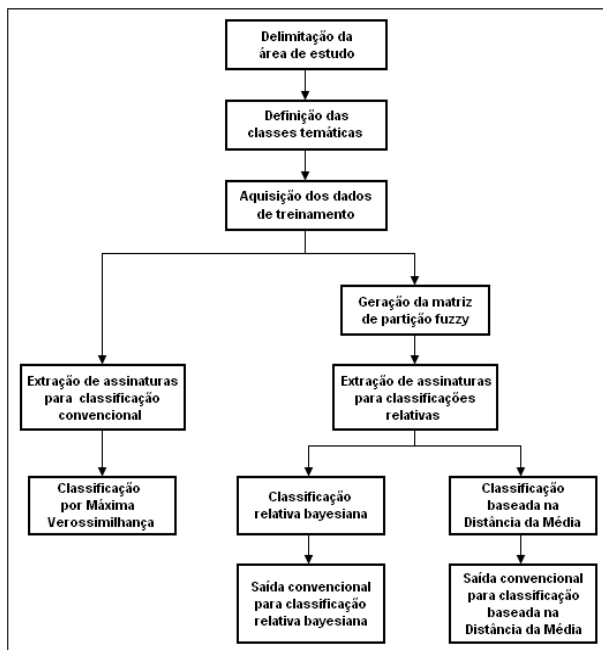 Delimitação da
área de estudo
Definição das
classes temáticas
Aquisição dos dados
de treinamento
Geração da matriz
de partição fuzzy
Extração de assinaturas
para classificação
convencional
Extração de assinaturas
para classificações
relativas
Classificação
por Máxima
Verossimilhança
Classificação
relativa bayesiana
Classificação
baseada na
Distância da Média
Saída convencional
para classificação
relativa bayesiana
Saída convencional
para classificação
baseada na
Distância da Média